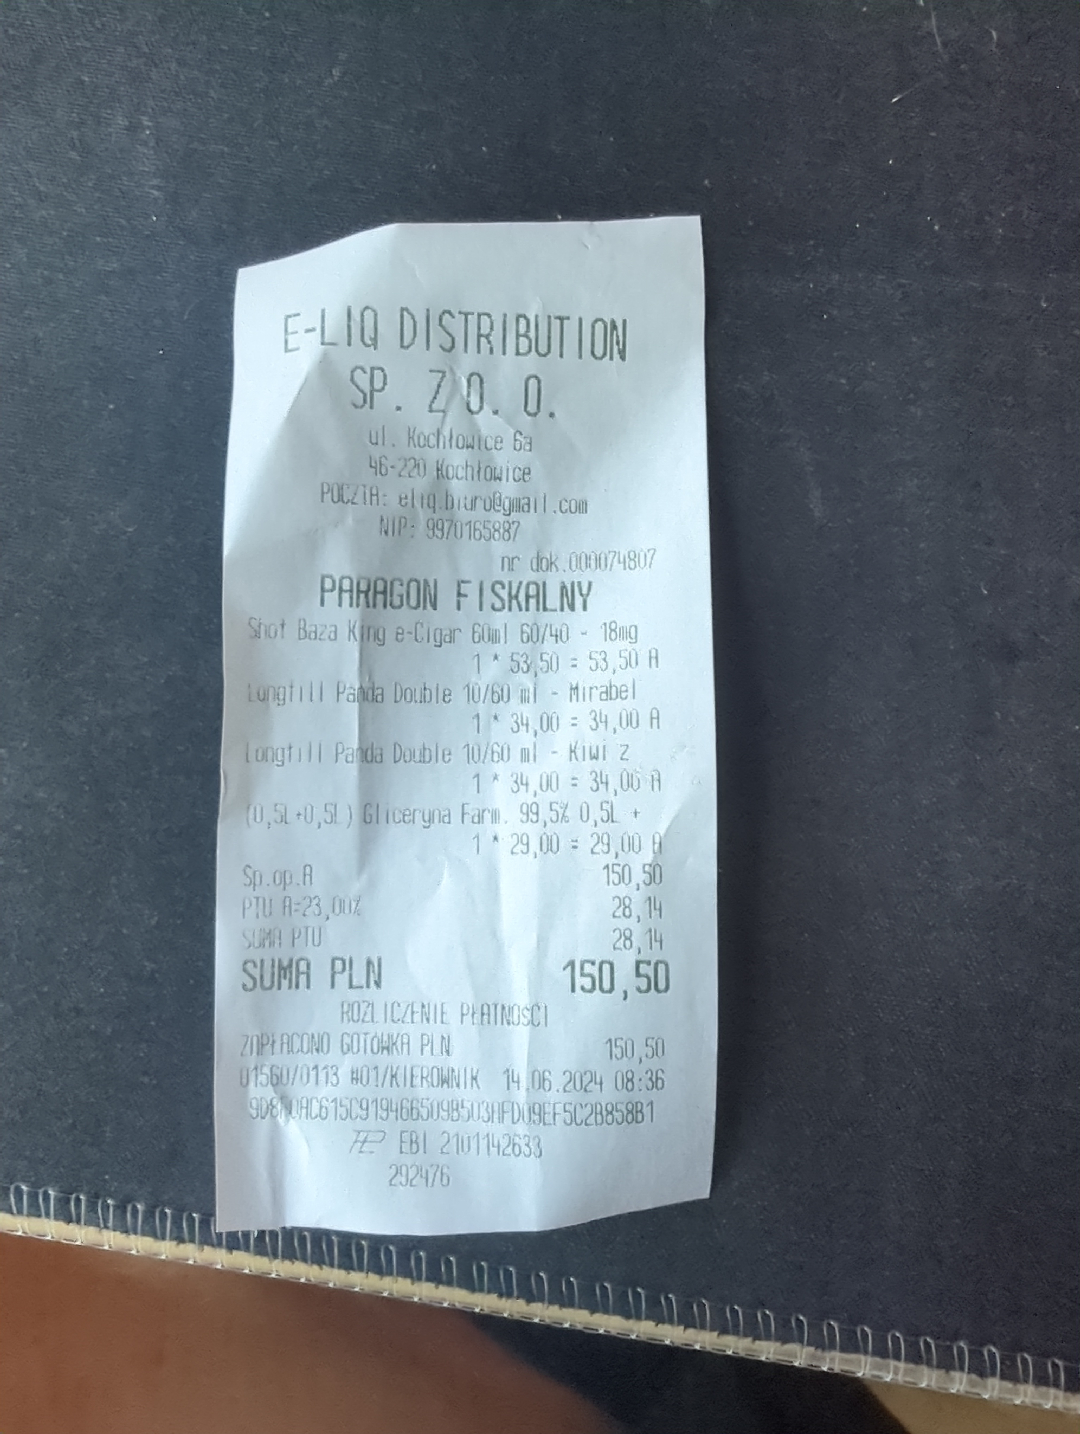 E-LIQ DISTRIBUTION
SP. Z O. O.
ul. Kochłowice 6a
46-220 Kochłowice
POCZTA: eliq.biuro@gmail.com
NIP: 9970165887
nr dok.000074807
PARAGON FISKALNY
Shot Baza King e-Cigar 60ml 60/40 - 18mg
1 * 53,50 = 53,50 A
Longfill Panda Double 10/60 ml - Mirabel
1 * 34,00 = 34,00 A
Longfill Panda Double 10/60 ml - Kiwi z
1 * 34,00 = 34,00 A
(0,5L+0,5L) Gliceryna Farm. 99,5% 0,5L +
1 * 29,00 = 29,00 A
Sp.op.A 150,50
PTU A=23,00% 28,14
SUMA PTU 28,14
SUMA PLN 150,50
ROZLICZENIE PŁATNOŚCI
ZAPŁACONO GOTÓWKA PLN 150,50
01560/0113 #01/KIEROWNIK 14.06.2024 08:36
EBI 2101142633
292476